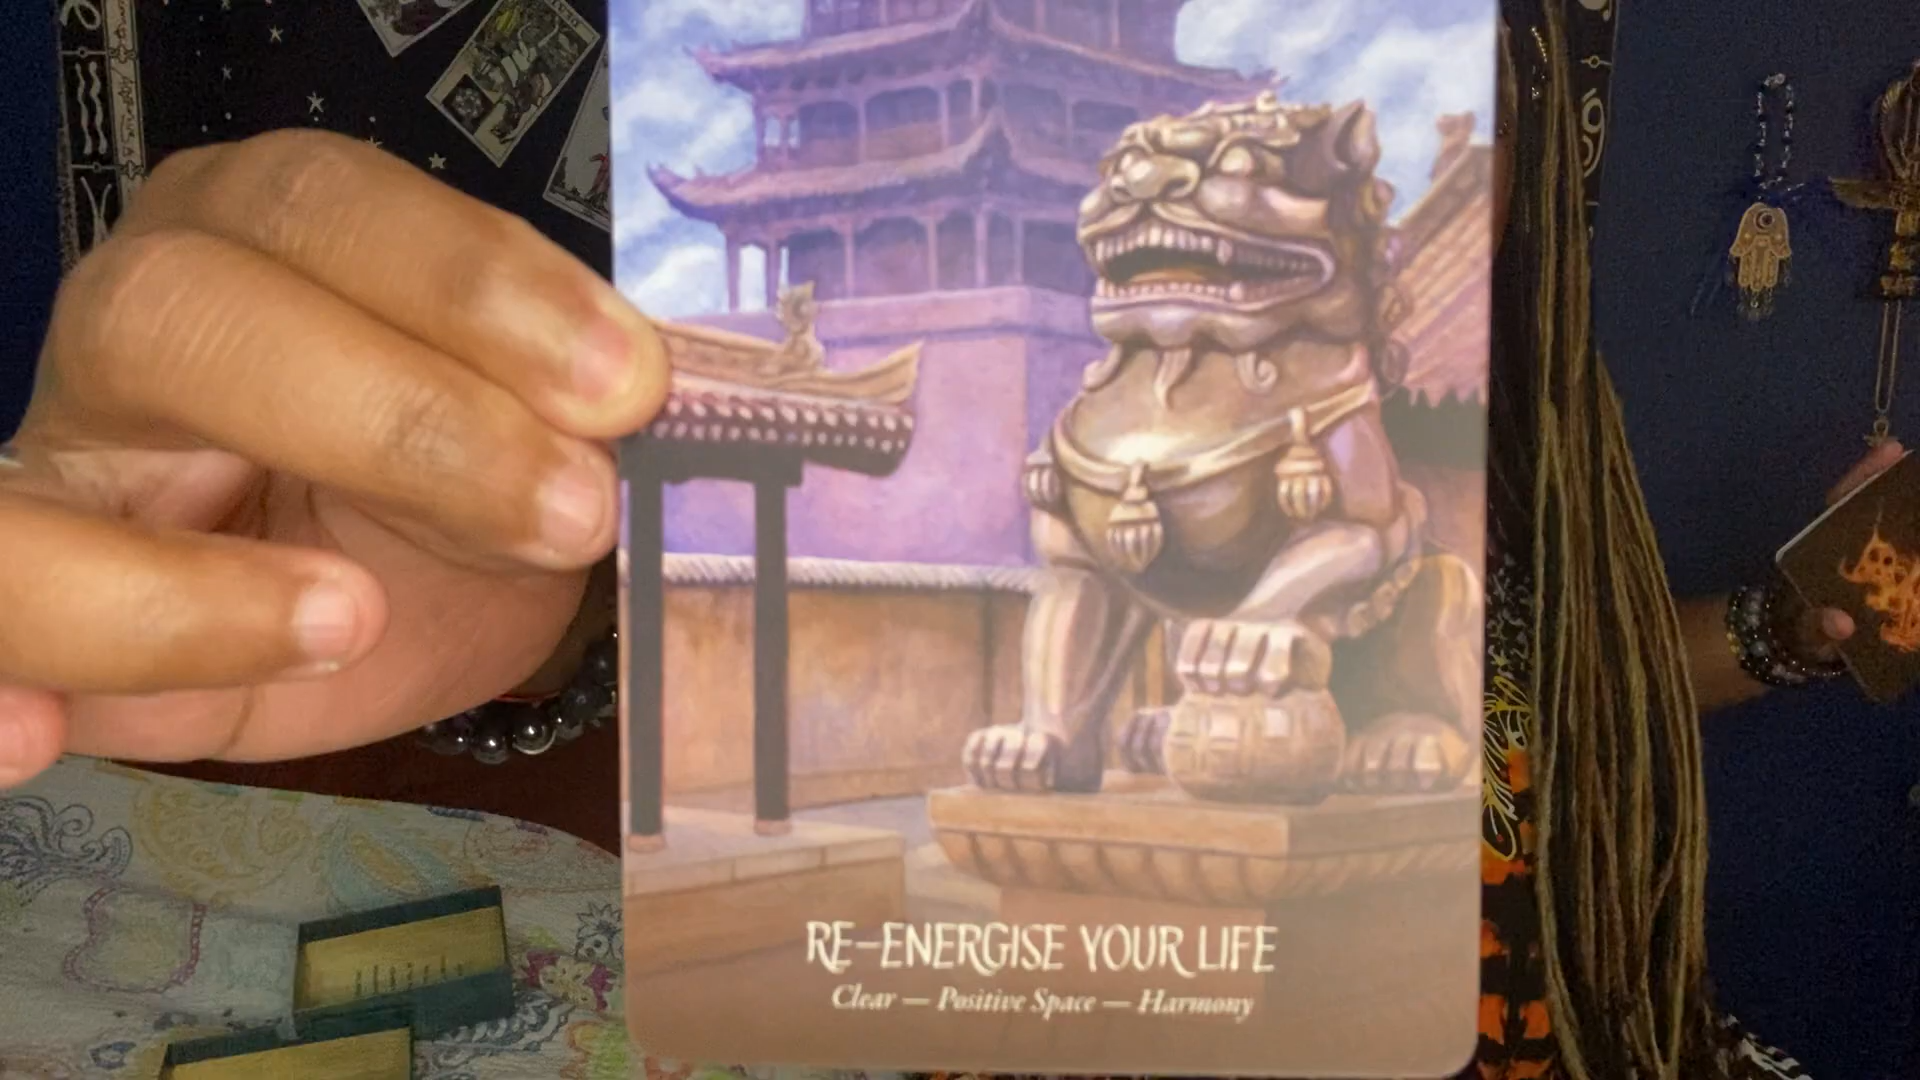 RE-ENERGISE YOUR LIFE
Clear — Positive Space — Harmony